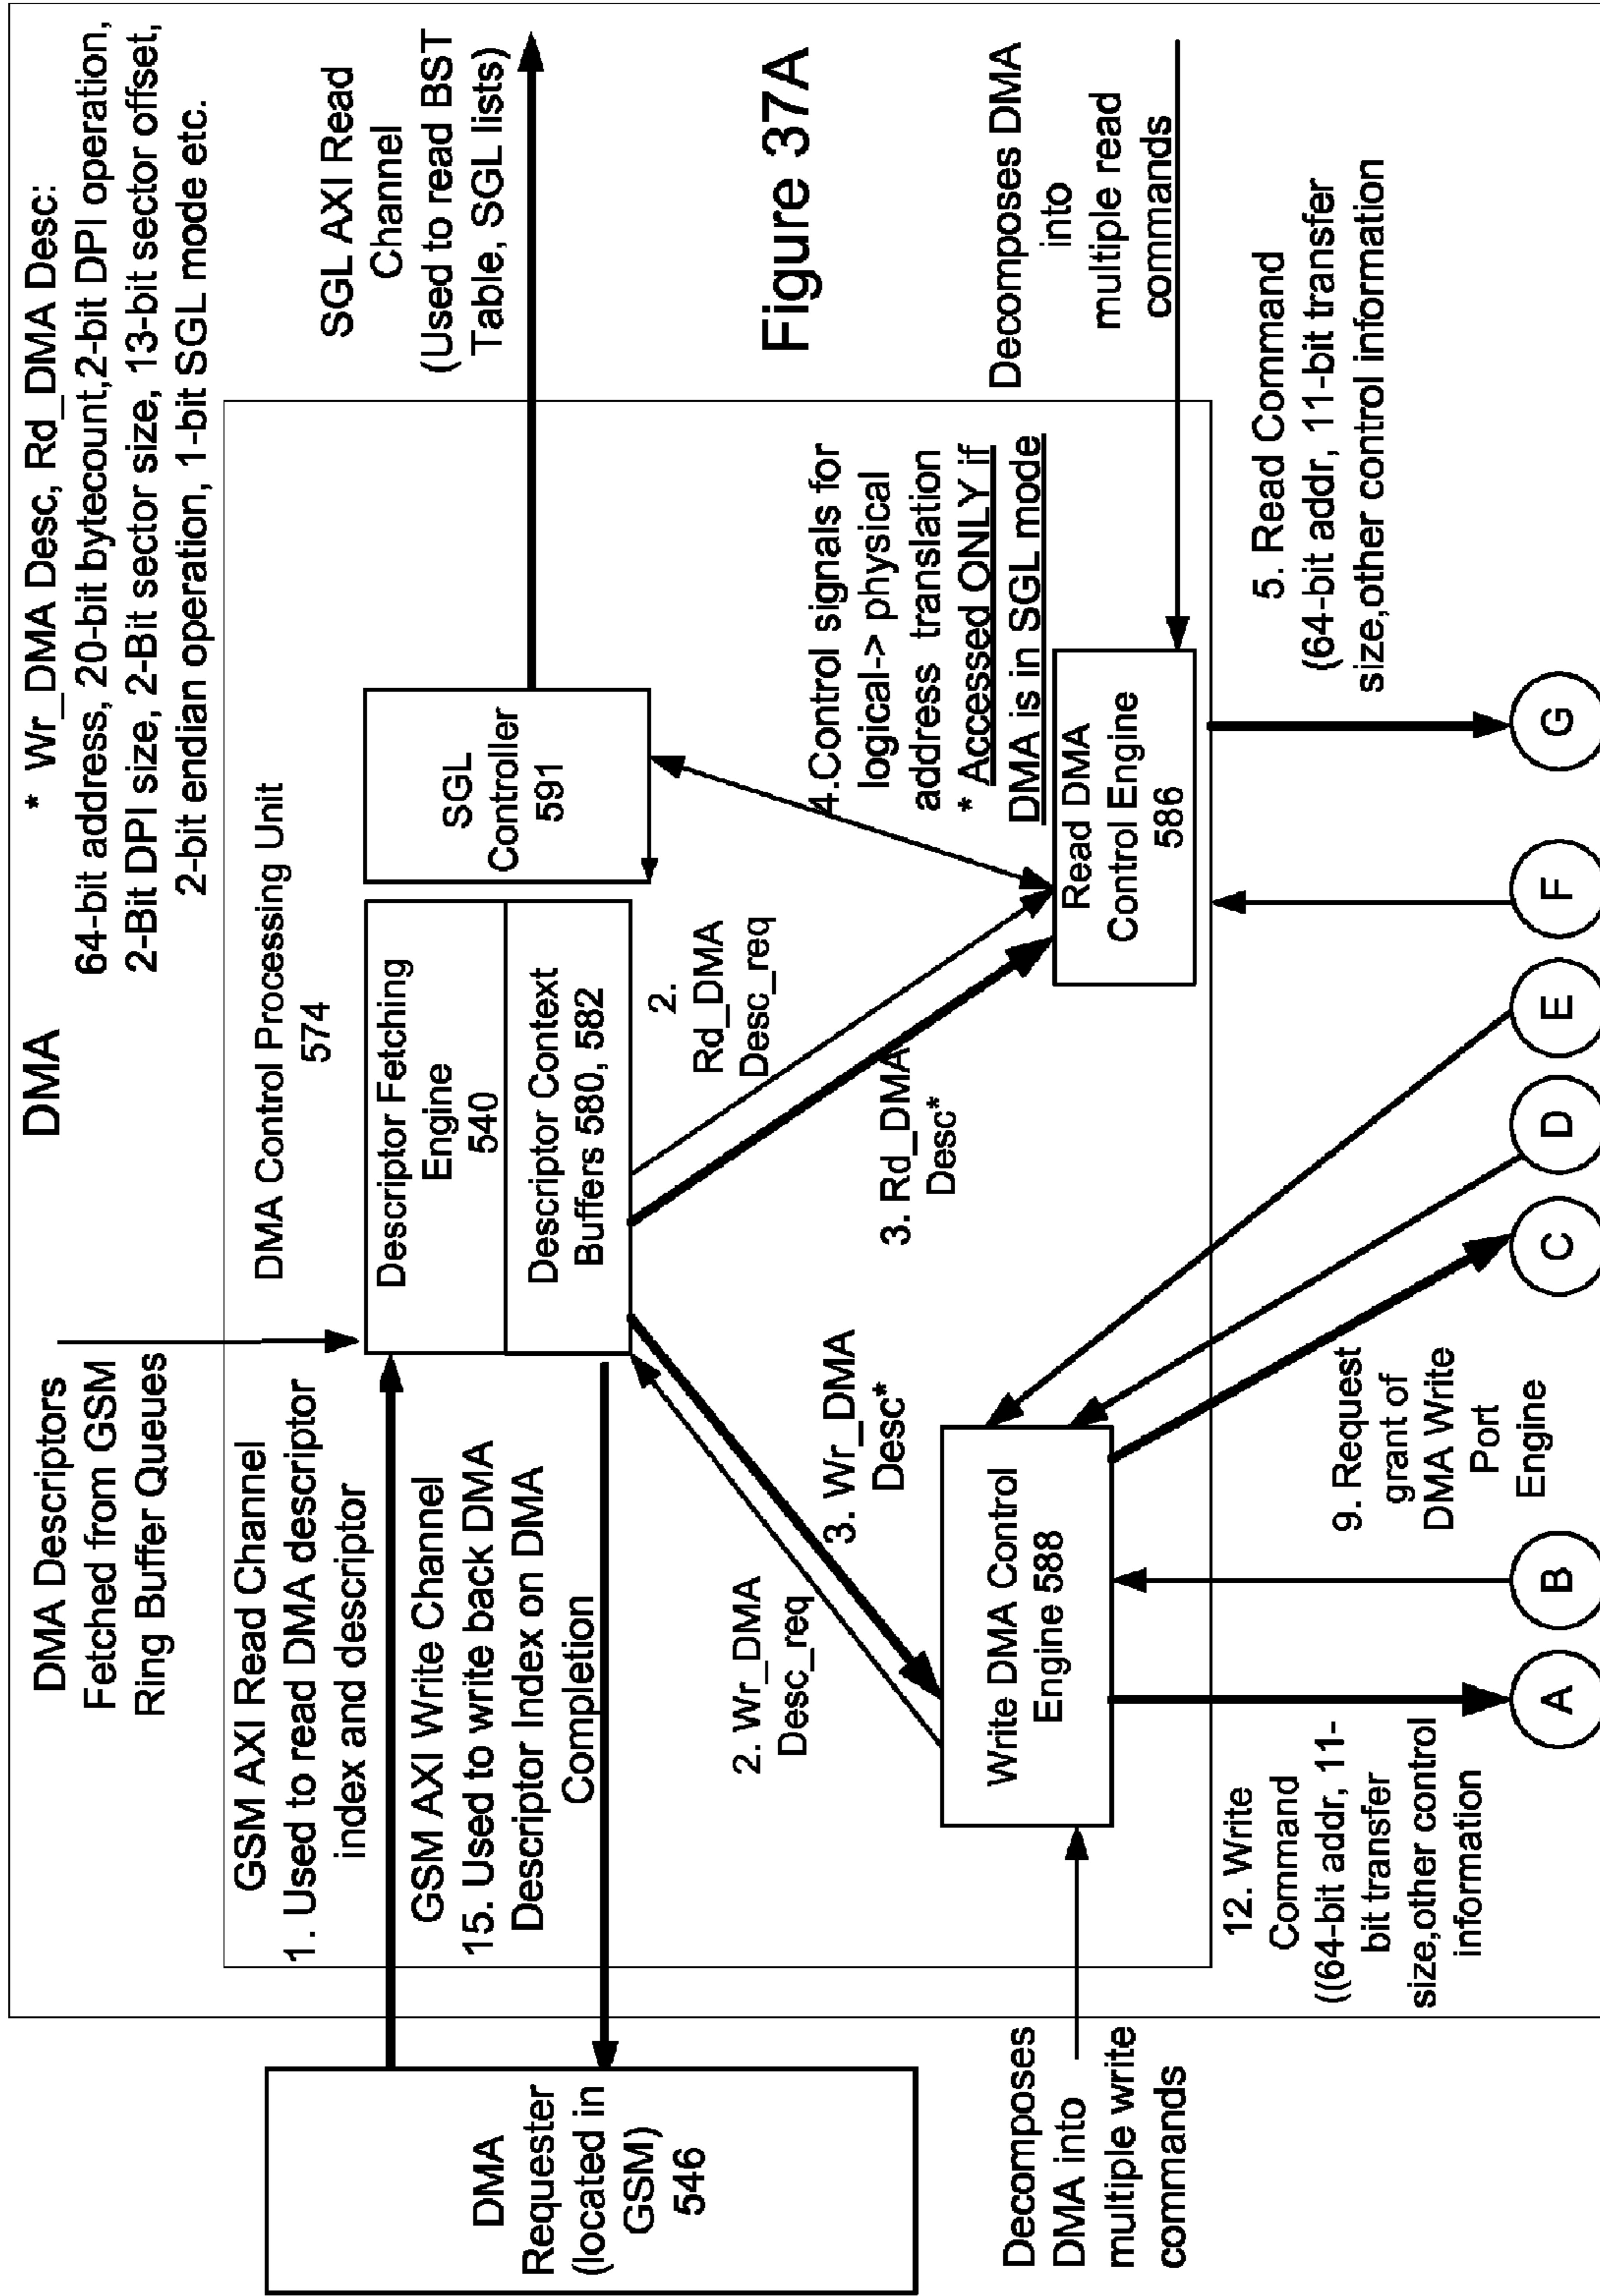 DMA
* Wr_DMA Desc, Rd_DMA Desc:
64-bit address, 20-bit bytecount,2-bit DPI operation,
2-Bit DPI size, 2-Bit sector size, 13-bit sector offset,
2-bit endian operation, 1-bit SGL mode etc.
DMA Descriptors
Fetched from GSM
Ring Buffer Queues
DMA Control Processing Unit
574
GSM AXI Read Channel
1. Used to read DMA descriptor
index and descriptor
GSM AXI Write Channel
15. Used to write back DMA
Descriptor Index on DMA
Completion
DMA
Requester
(located in
GSM)
546
Descriptor Fetching
Engine
540
Descriptor Context
Buffers 580, 582
SGL
Controller
591
SGL AXI Read
Channel
(Used to read BST
Table, SGL lists)
2. Wr_DMA
Desc_req
3. Wr_DMA
Desc*
2.
Rd_DMA
Desc_req
3. Rd_DMA
Desc*
4.Control signals for
logical-> physical
address translation
* Accessed ONLY if
DMA is in SGL mode
Figure 37A
Decomposes
DMA into
multiple write
commands
Write DMA Control
Engine 588
Read DMA
Control Engine
586
Decomposes DMA
into
multiple read
commands
12. Write
Command
((64-bit addr, 11-
bit transfer
size,other control
information
9. Request
grant of
DMA Write
Port
Engine
5. Read Command
(64-bit addr, 11-bit transfer
size,other control information
A
B
C
D
E
F
G